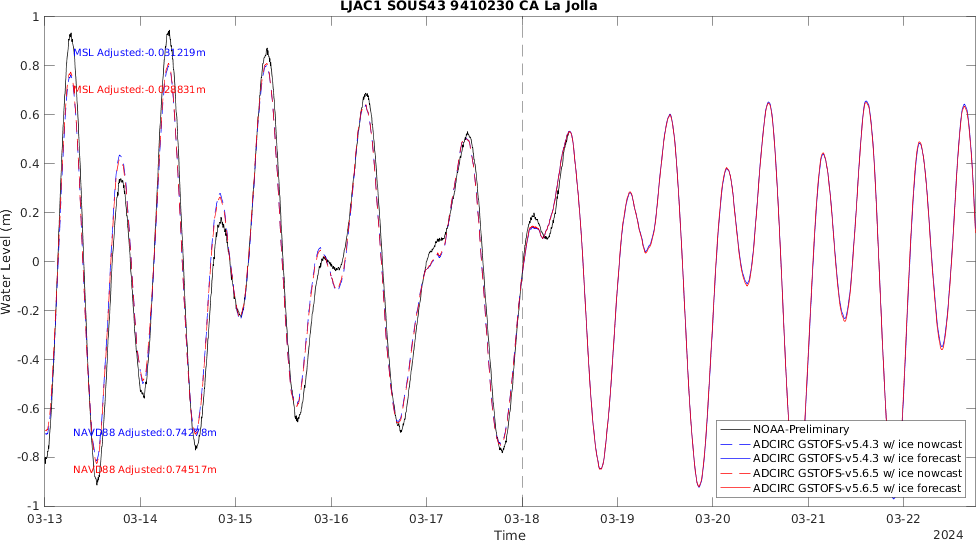 LJAC1 SOUS43 9410230 CA La Jolla
1
0.8
0.6
0.4
0.2
0
-0.2
-0.4
-0.6
-0.8
-1
Water Level (m)
MSL Adjusted:-0.031219m
MSL Adjusted:-0.028831m
NAVD88 Adjusted:
NAVD88 Adjusted:0.74517m
NOAA-Preliminary
ADCIRC GSTOFS-v5.4.3 w/ ice nowcast
ADCIRC GSTOFS-v5.4.3 w/ ice forecast
ADCIRC GSTOFS-v5.6.5 w/ ice nowcast
ADCIRC GSTOFS-v5.6.5 w/ ice forecast
03-13 03-14 03-15 03-16 03-17 03-18 03-19 03-20 03-21 03-22
Time
2024